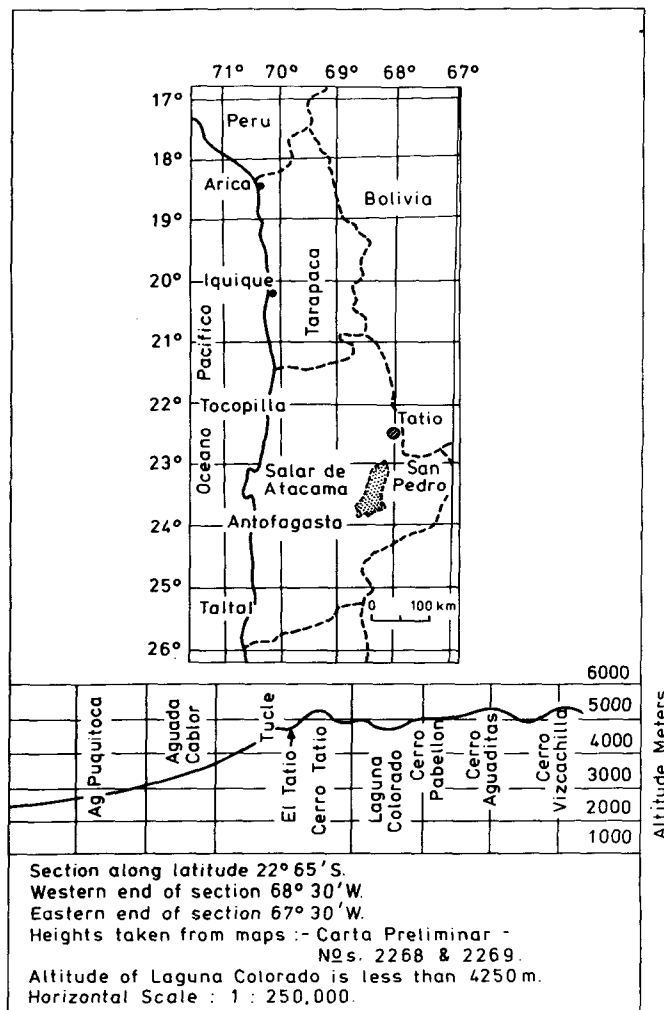 71° 70° 69° 68° 67°
17°
Peru
18°
Arica
Bolivia
19°
Iquique
20°
Tarapaca
Pacifico
21°
22°
Tocopilla
Tatio
Oceano
23°
Salar de
Atacama
San
Pedro
24°
Antofagasta
25°
Taltal
0 100 km
26°
6000
5000
4000
3000
2000
1000
Altitude Meters
Ag. Puquitoca
Aguada
Cablor
Tucle
El Tatio
Cerro Tatio
Laguna
Colorado
Cerro
Pabellon
Cerro
Aguaditas
Cerro
Vizcachilla
Section along latitude 22° 65'S.
Western end of section 68° 30'W.
Eastern end of section 67° 30'W.
Heights taken from maps :- Carta Preliminar -
Nos. 2268 & 2269.
Altitude of Laguna Colorado is less than 4250 m.
Horizontal Scale : 1 : 250,000.